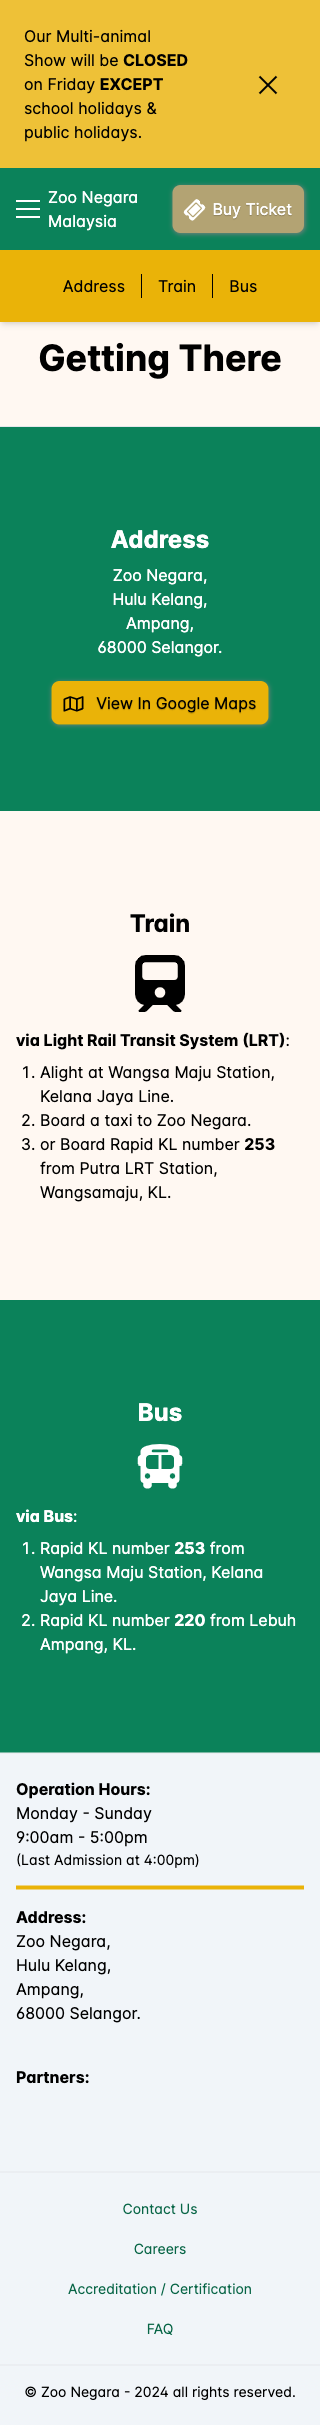 Our Multi-animal
Show will be CLOSED
on Friday EXCEPT
school holidays &
public holidays.
Zoo Negara
Malaysia
Buy Ticket
Address
Train
Bus
Getting There
Address
Zoo Negara,
Hulu Kelang,
Ampang,
68000 Selangor.
View In Google Maps
Train
via Light Rail Transit System (LRT):
1. Alight at Wangsa Maju Station,
Kelana Jaya Line.
2. Board a taxi to Zoo Negara.
3. or Board Rapid KL number 253
from Putra LRT Station,
Wangsamaju, KL.
Bus
via Bus:
1. Rapid KL number 253 from
Wangsa Maju Station, Kelana
Jaya Line.
2. Rapid KL number 220 from Lebuh
Ampang, KL.
Operation Hours:
Monday - Sunday
9:00am - 5:00pm
(Last Admission at 4:00pm)
Address:
Zoo Negara,
Hulu Kelang,
Ampang,
68000 Selangor.
Partners:
Contact Us
Careers
Accreditation / Certification
FAQ
© Zoo Negara - 2024 all rights reserved.